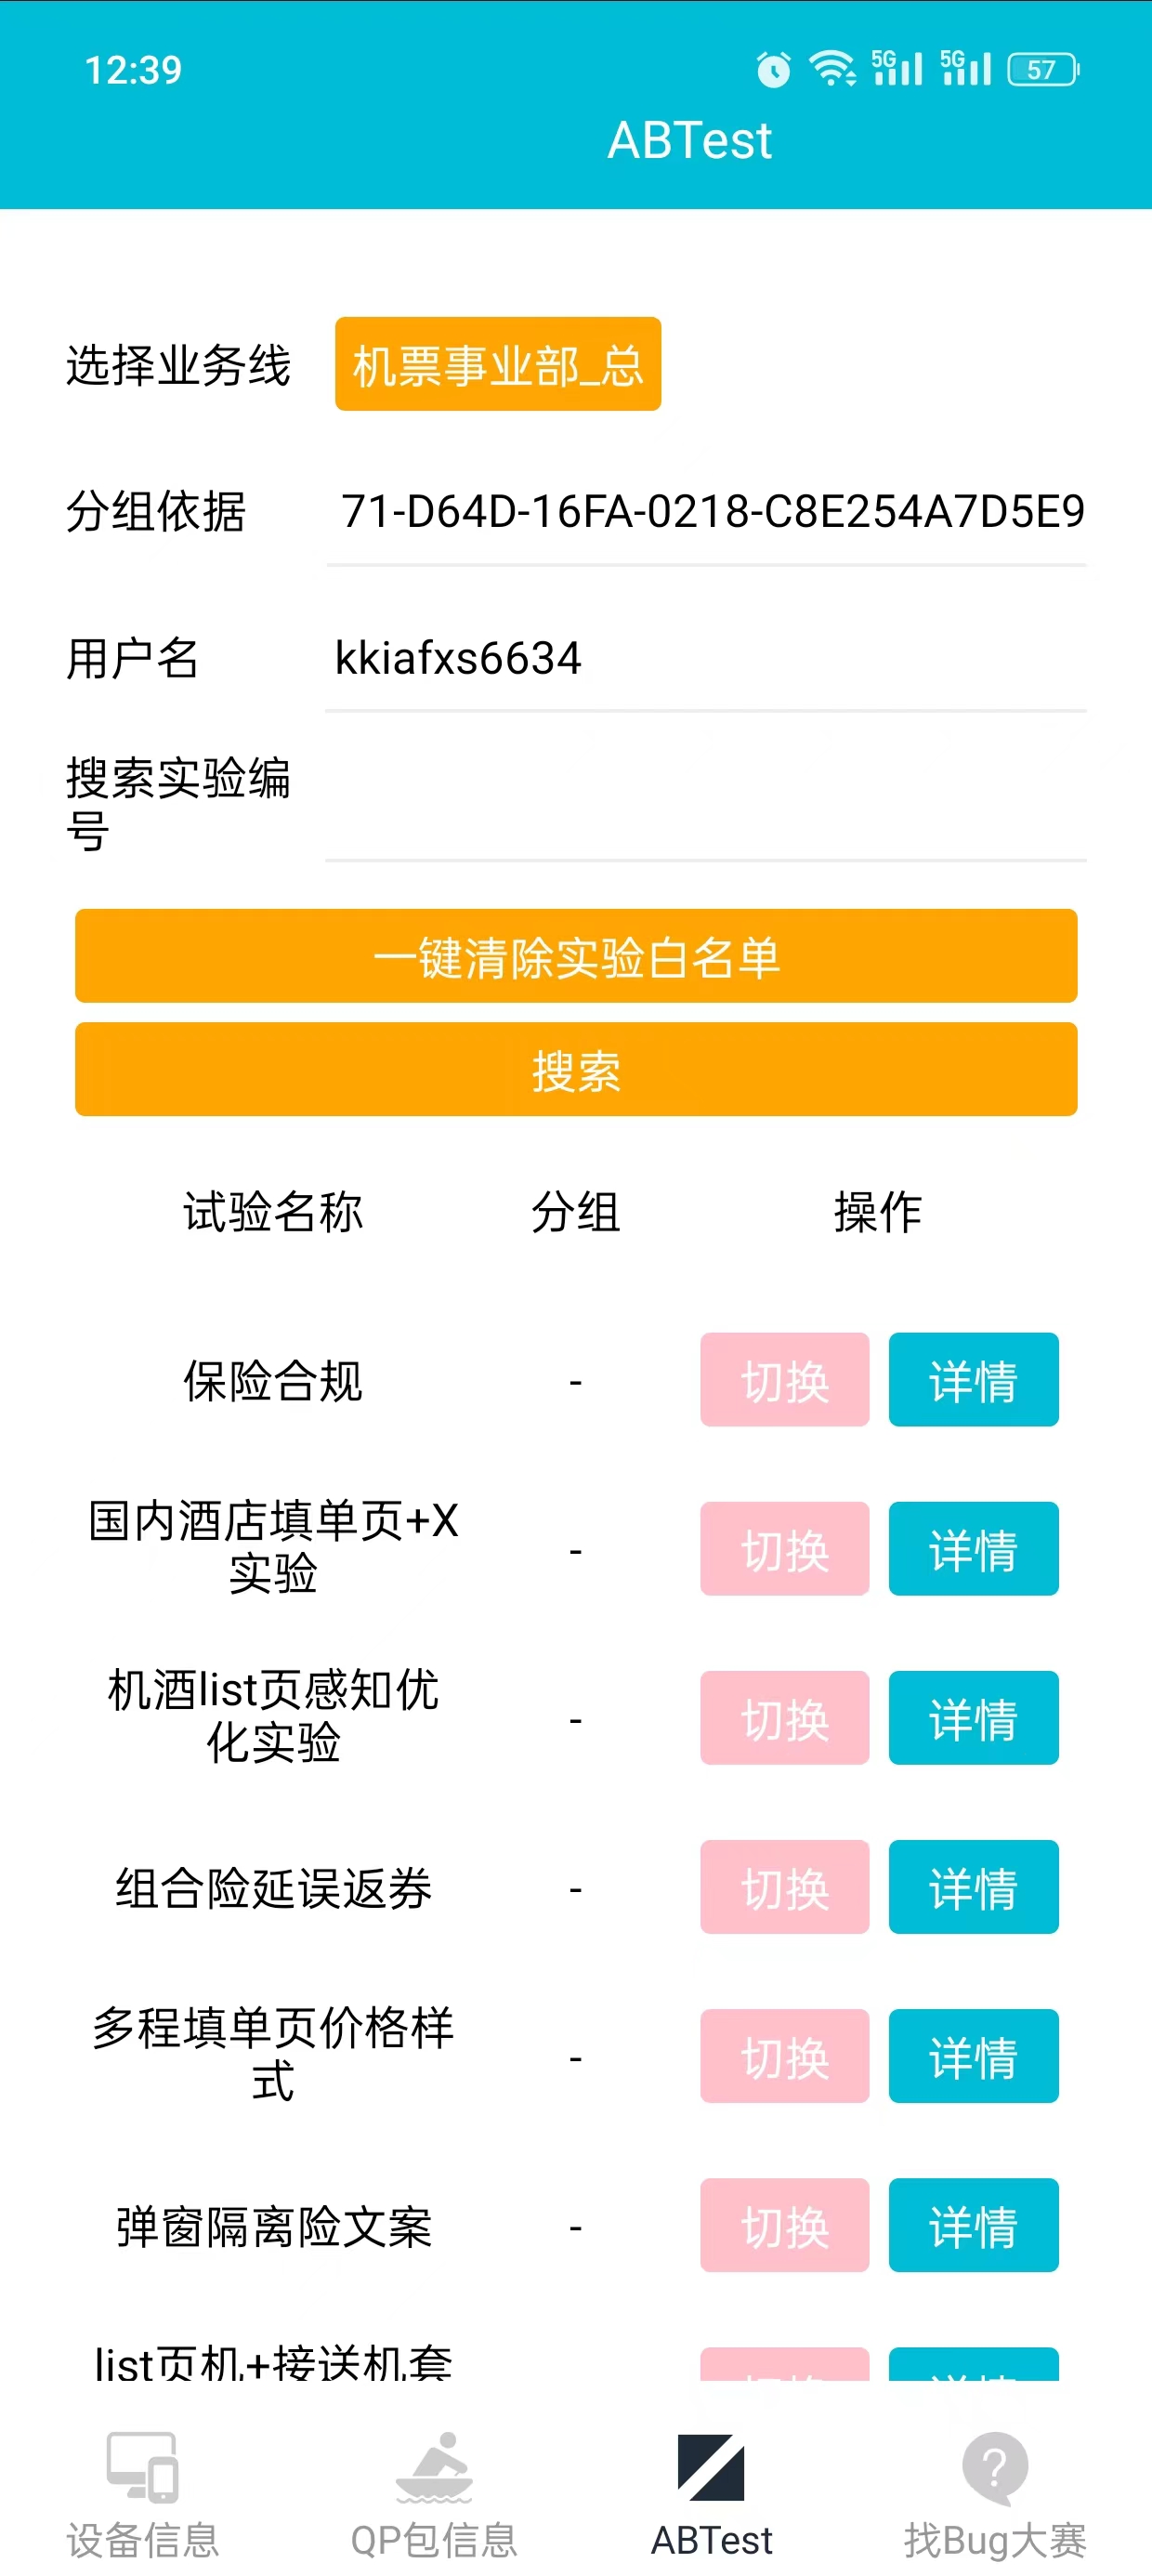 12:39
5G 5G 57
ABTest
选择业务线 机票事业部_总
分组依据 71-D64D-16FA-0218-C8E254A7D5E9
用户名 kkiafxs6634
搜索实验编
号
一键清除实验白名单
搜索
试验名称 分组 操作
保险合规 - 切换 详情
国内酒店填单页+X
实验 - 切换 详情
机酒list页感知优
化实验 - 切换 详情
组合险延误返券 - 切换 详情
多程填单页价格样
式 - 切换 详情
弹窗隔离险文案 - 切换 详情
list页机+接送机套 切换 详情
设备信息 QP包信息 ABTest 找Bug大赛